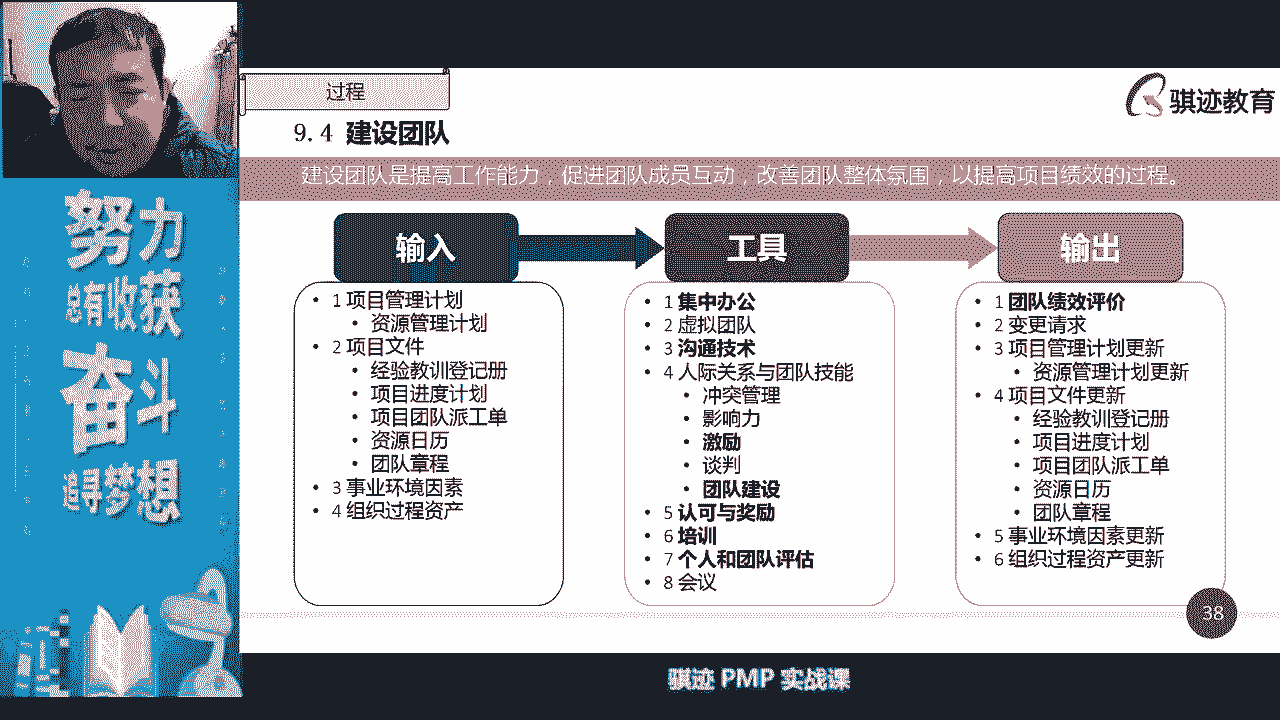 过程
骐迹教育
9.4 建设团队
建设团队是提高工作能力，促进团队成员互动，改善团队整体氛围，以提高项目绩效的过程。
输入
• 1 项目管理计划
• 资源管理计划
• 2 项目文件
• 经验教训登记册
• 项目进度计划
• 项目团队派工单
• 资源日历
• 团队章程
• 3 事业环境因素
• 4 组织过程资产
工具
• 1 集中办公
• 2 虚拟团队
• 3 沟通技术
• 4 人际关系与团队技能
• 冲突管理
• 影响力
• 激励
• 谈判
• 团队建设
• 5 认可与奖励
• 6 培训
• 7 个人和团队评估
• 8 会议
输出
• 1 团队绩效评价
• 2 变更请求
• 3 项目管理计划更新
• 资源管理计划更新
• 4 项目文件更新
• 经验教训登记册
• 项目进度计划
• 项目团队派工单
• 资源日历
• 团队章程
• 5 事业环境因素更新
• 6 组织过程资产更新
38
努力
总有收获
奋斗
追寻梦想
骐迹 PMP 实战课